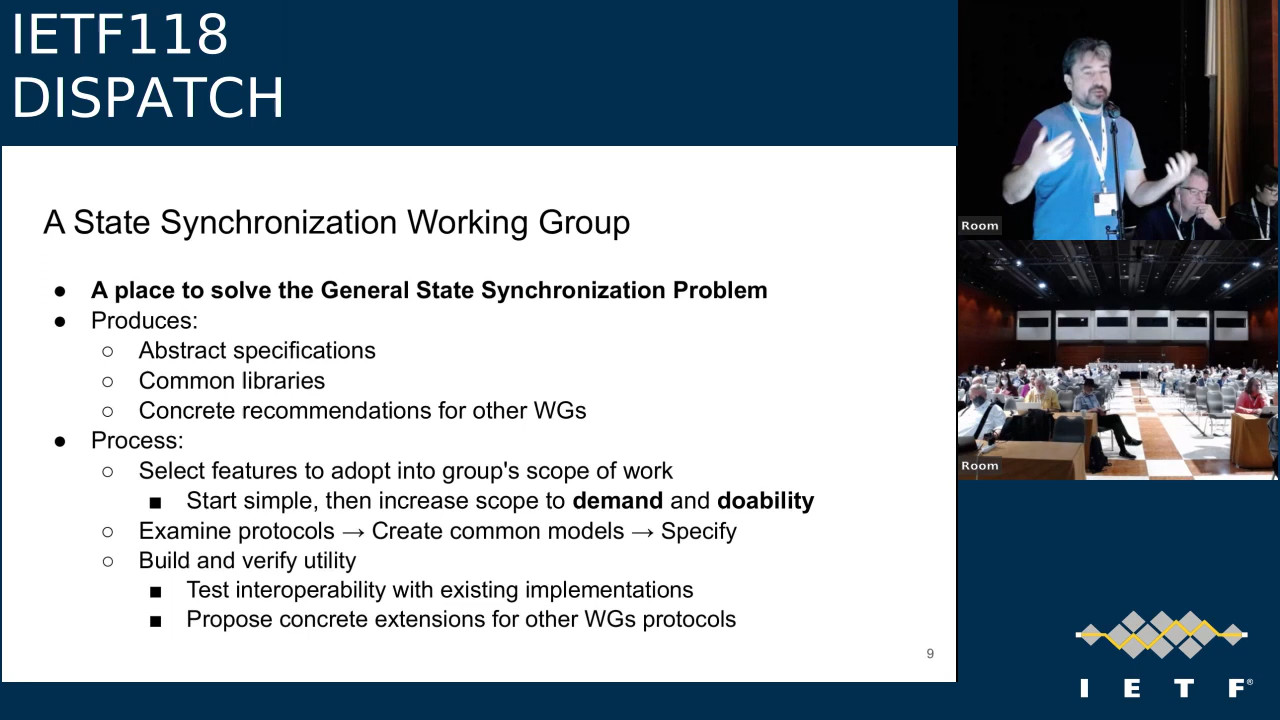 IETF118
DISPATCH
A State Synchronization Working Group
● A place to solve the General State Synchronization Problem
● Produces:
○ Abstract specifications
○ Common libraries
○ Concrete recommendations for other WGs
● Process:
○ Select features to adopt into group's scope of work
■ Start simple, then increase scope to demand and doability
○ Examine protocols → Create common models → Specify
○ Build and verify utility
■ Test interoperability with existing implementations
■ Propose concrete extensions for other WGs protocols
9
Room
Room
I E T F®